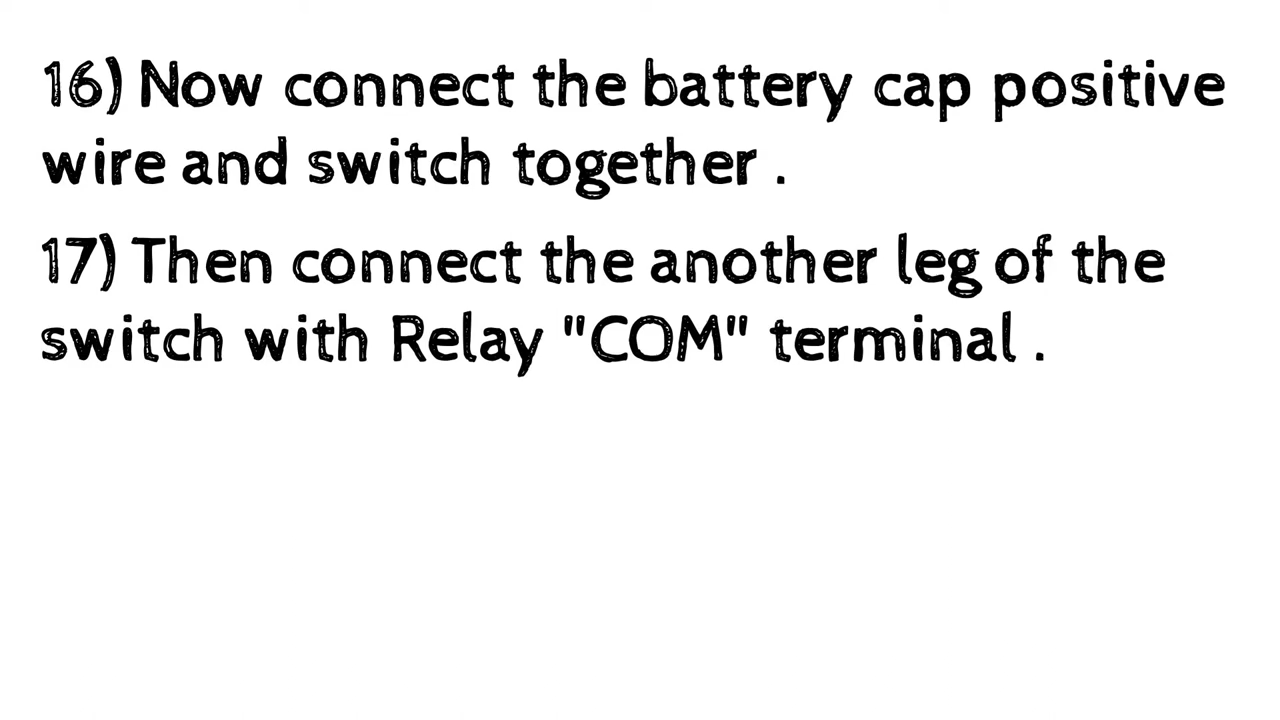 16) Now connect the battery cap positive
wire and switch together .
17) Then connect the another leg of the
switch with Relay "COM" terminal .